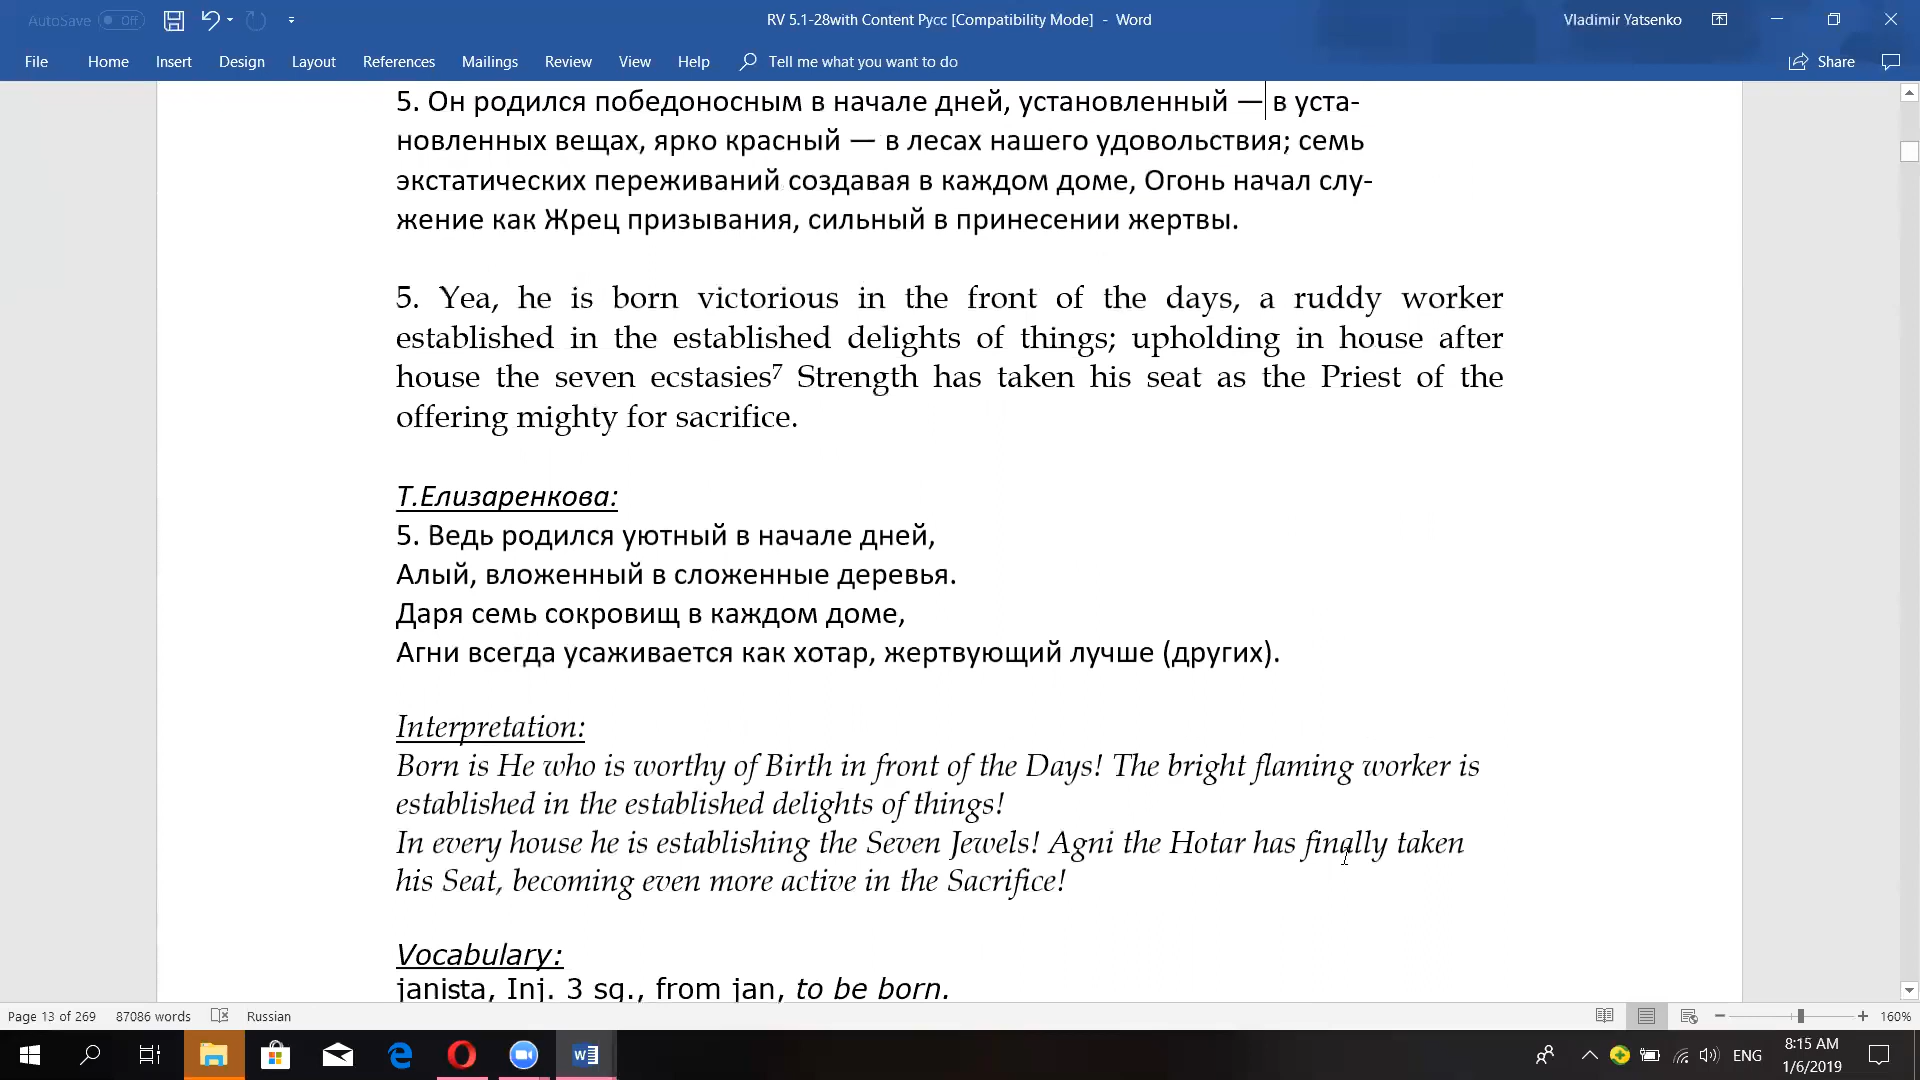 AutoSave Off
RV 5.1-28with Content Русс [Compatibility Mode] - Word
Vladimir Yatsenko
File Home Insert Design Layout References Mailings Review View Help Tell me what you want to do Share
5. Он родился победоносным в начале дней, установленный — в уста-
новленных вещах, ярко красный — в лесах нашего удовольствия; семь
экстатических переживаний создавая в каждом доме, Огонь начал слу-
жение как Жрец призывания, сильный в принесении жертвы.
5. Yea, he is born victorious in the front of the days, a ruddy worker
established in the established delights of things; upholding in house after
house the seven ecstasies⁷ Strength has taken his seat as the Priest of the
offering mighty for sacrifice.
Т.Елизаренкова:
5. Ведь родился уютный в начале дней,
Алый, вложенный в сложенные деревья.
Даря семь сокровищ в каждом доме,
Агни всегда усаживается как хотар, жертвующий лучше (других).
Interpretation:
Born is He who is worthy of Birth in front of the Days! The bright flaming worker is
established in the established delights of things!
In every house he is establishing the Seven Jewels! Agni the Hotar has finally taken
his Seat, becoming even more active in the Sacrifice!
Vocabulary:
janista, Inj. 3 sg., from jan, to be born.
Page 13 of 269 87086 words Russian 160%
ENG
8:15 AM
1/6/2019